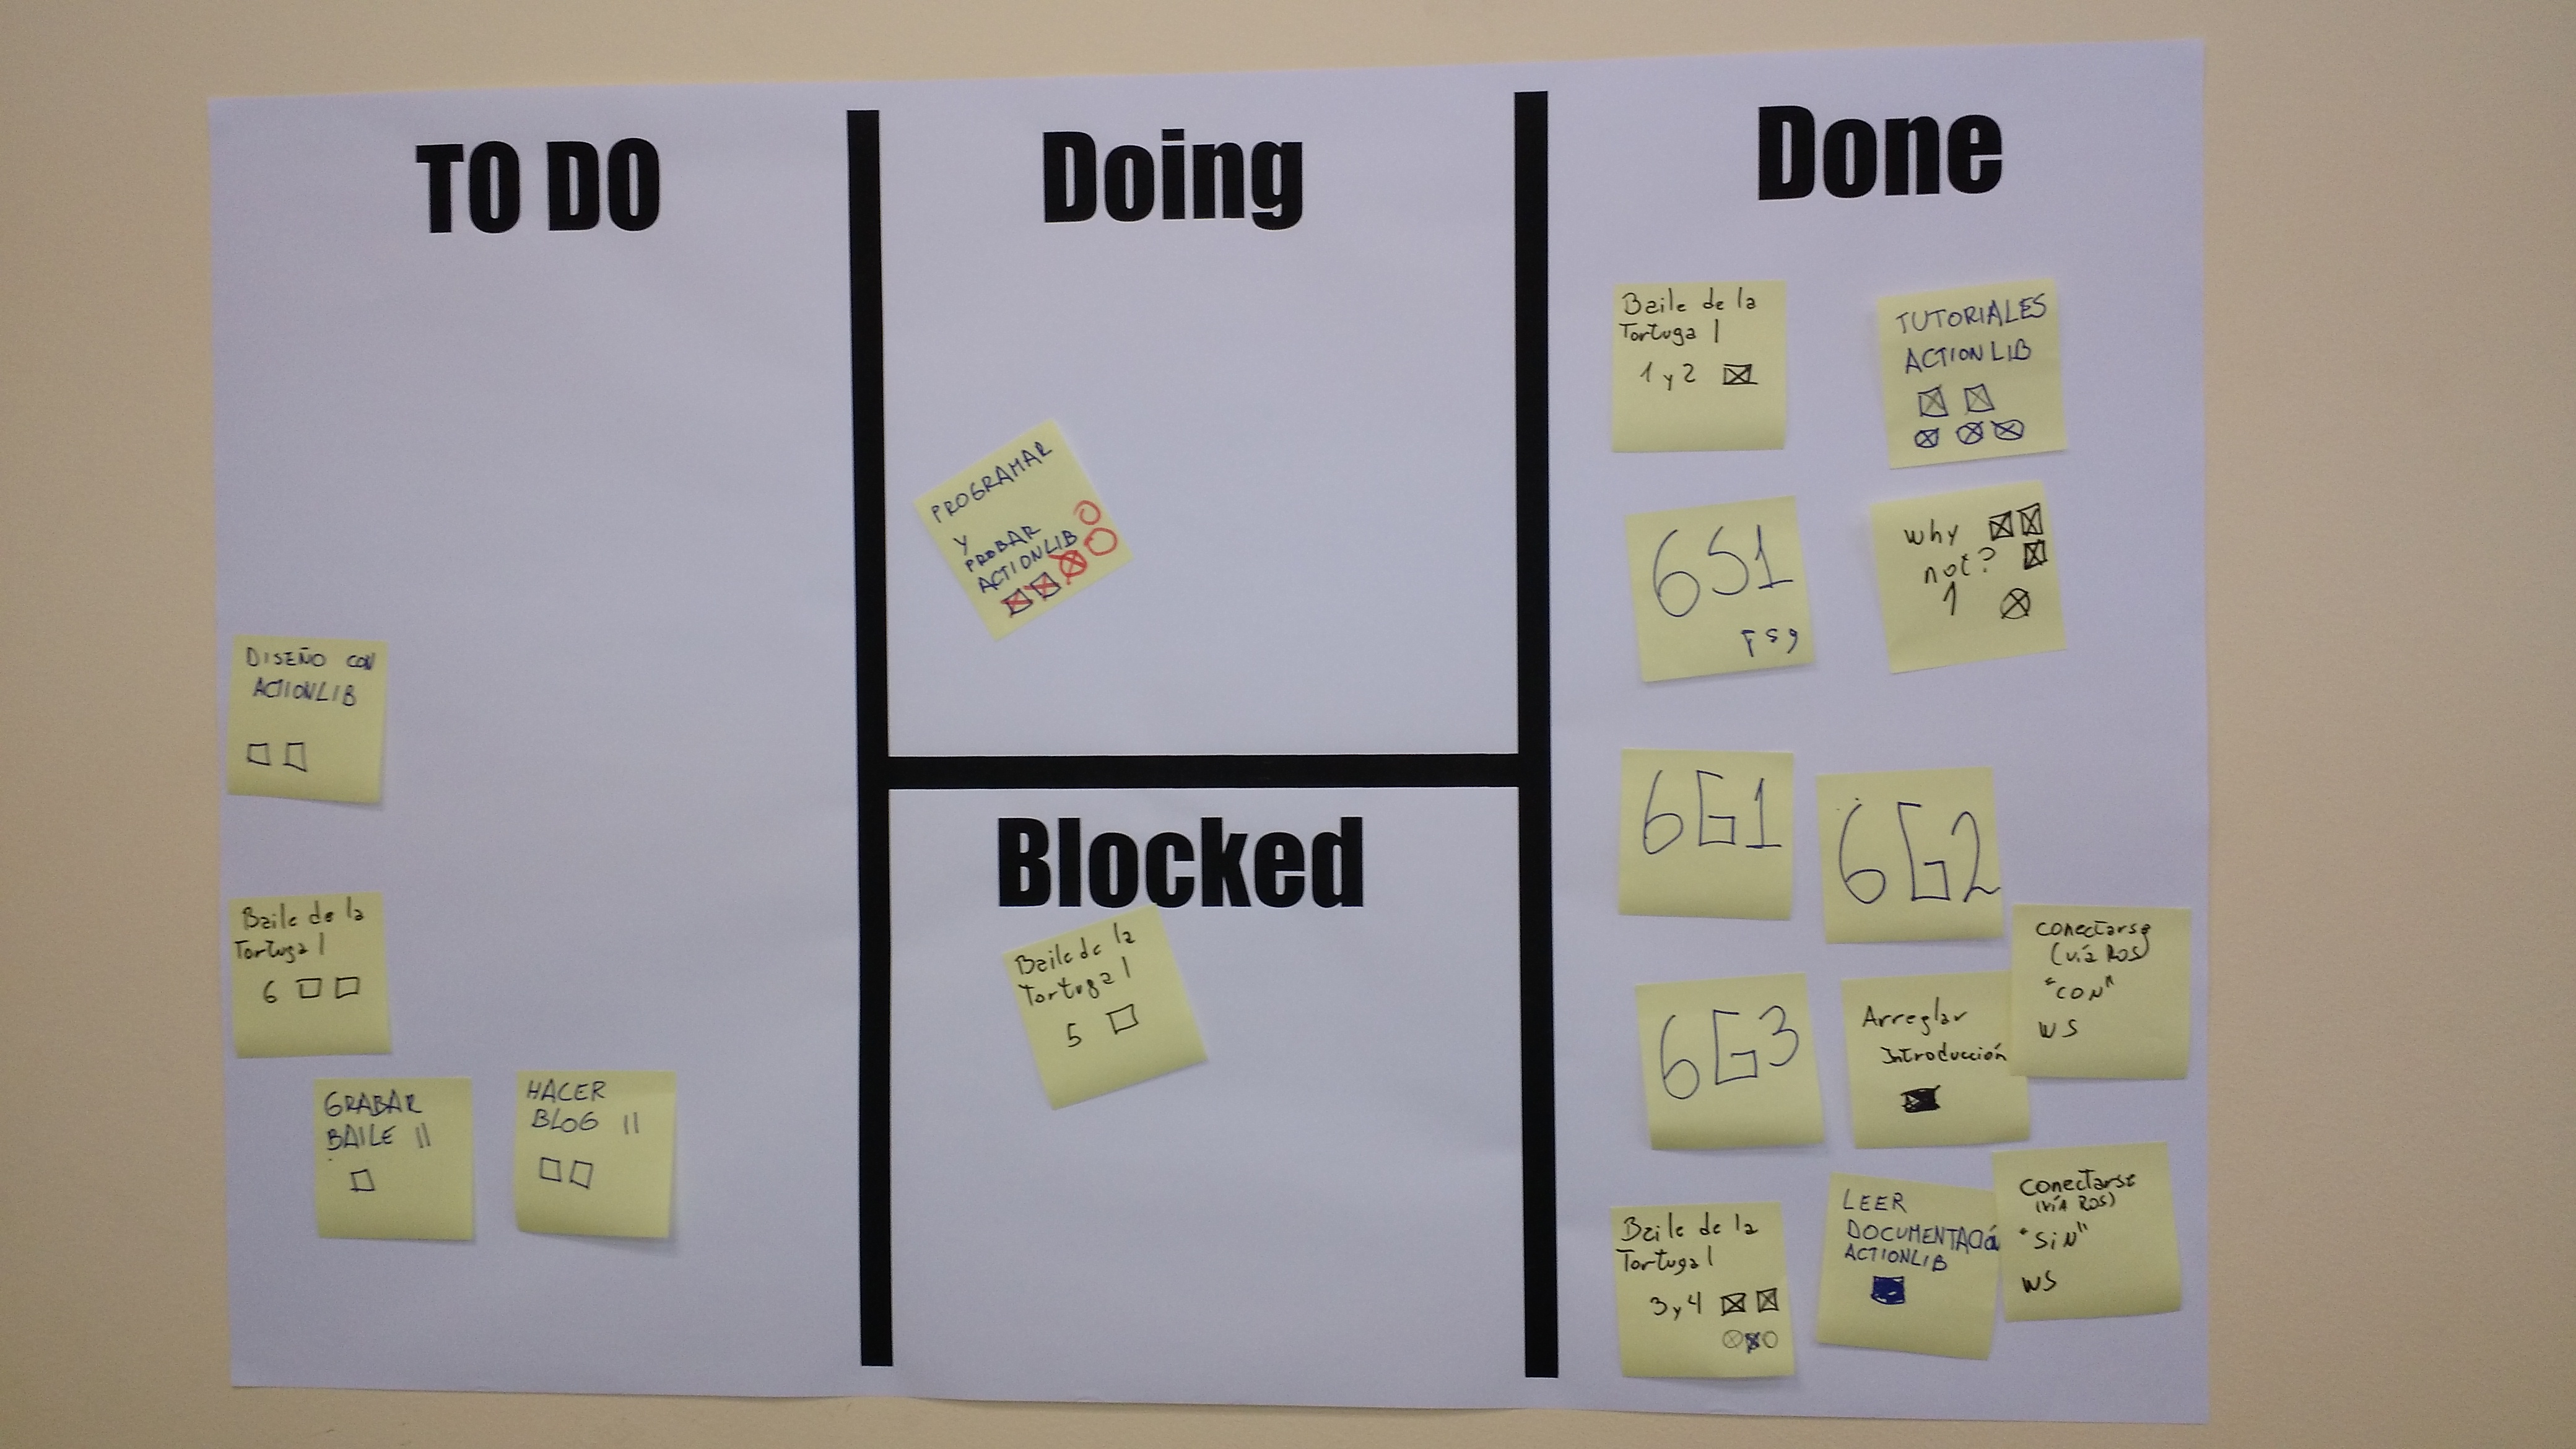 TO DO
DISEÑO CON
ACTIONLIB
Baile de la
Tortuga 1
6
GRABAR
BAILE II
HACER
BLOG II
Doing
PROGRAMAR
Y
PROBAR
ACTIONLIB
Blocked
Baile de la
Tortuga 1
5
Done
Baile de la
Tortuga 1
1 y 2
TUTORIALES
ACTIONLIB
6S1
why
not?
1
6G1
6G2
conectarse
(vía ROS)
"CON"
WS
6G3
Arreglar
Introducción
Baile de la
Tortuga 1
3 y 4
LEER
ACTIONLIB
conectarse
(VÍA ROS)
"SIN"
WS